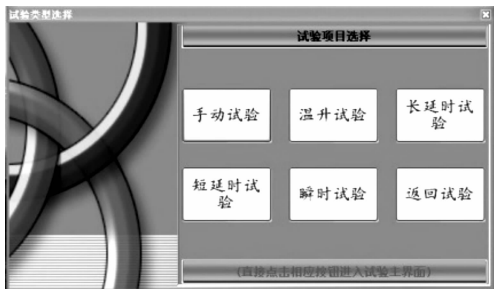 试验类型选择
试验项目选择
手动试验
温升试验
长延时试
验
短延时试
验
瞬时试验
返回试验
(直接点击相应按钮进入试验主界面)